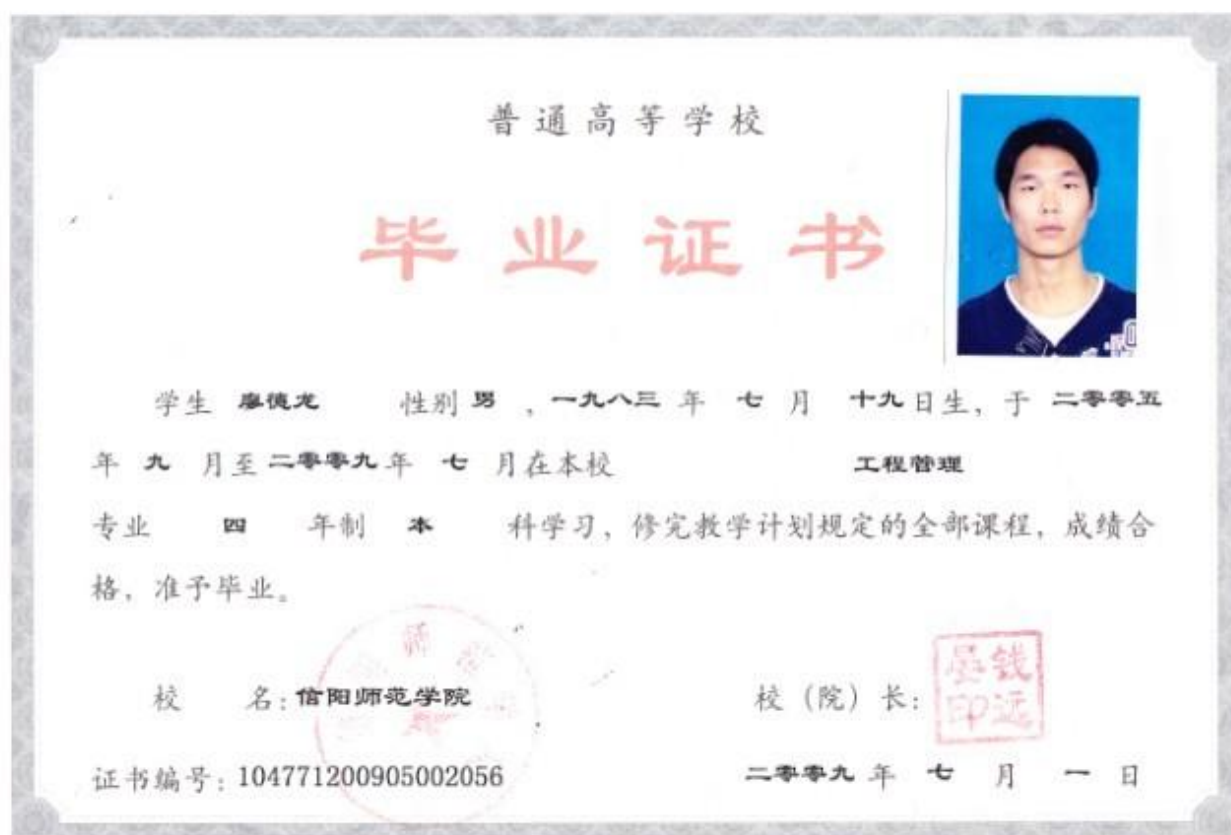 普通高等学校
毕业证书
学生 廖德龙 性别 男 ，一九八三 年 七 月 十九 日生，于 二零零五
年 九 月至 二零零九 年 七 月在本校 工程管理
专业 四 年制 本 科学习，修完教学计划规定的全部课程，成绩合
格，准予毕业。
校 名：信阳师范学院 校（院）长：
证书编号：104771200905002056 二零零九 年 七 月 一 日